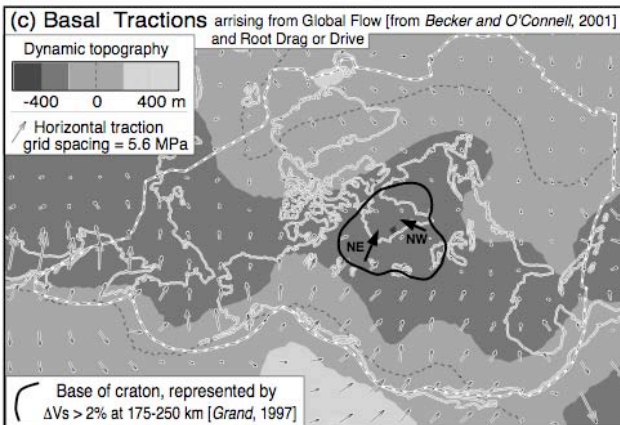 (c) Basal Tractions arrising from Global Flow [from Becker and O'Connell, 2001]
and Root Drag or Drive
Dynamic topography
-400 0 400 m
Horizontal traction
grid spacing = 5.6 MPa
NE
NW
Base of craton, represented by
ΔVs > 2% at 175-250 km [Grand, 1997]